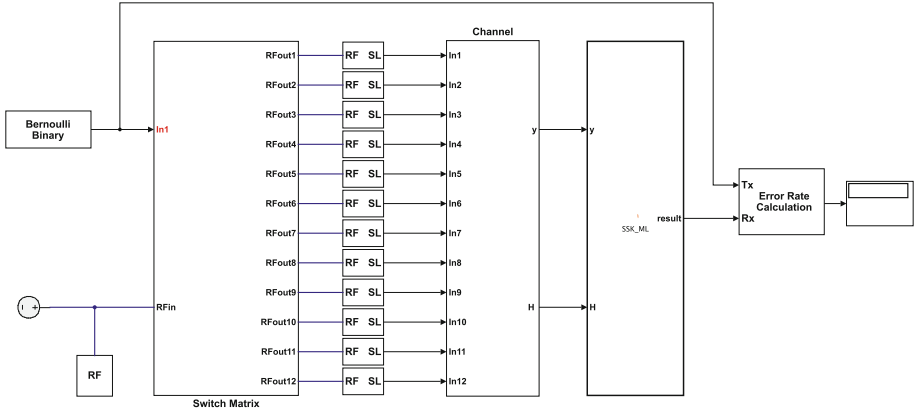 Channel
RFout1 RF SL In1
RFout2 RF SL In2
RFout3 RF SL In3
Bernoulli
Binary
In1
y y
RFout4 RF SL In4
RFout5 RF SL In5
Tx
Error Rate
Calculation
Rx
RFout6 RF SL In6
result
SSK_ML
RFout7 RF SL In7
RFout8 RF SL In8
RFout9 RF SL In9
RFin
H H
RFout10 RF SL In10
RFout11 RF SL In11
RF
RFout12 RF SL In12
Switch Matrix